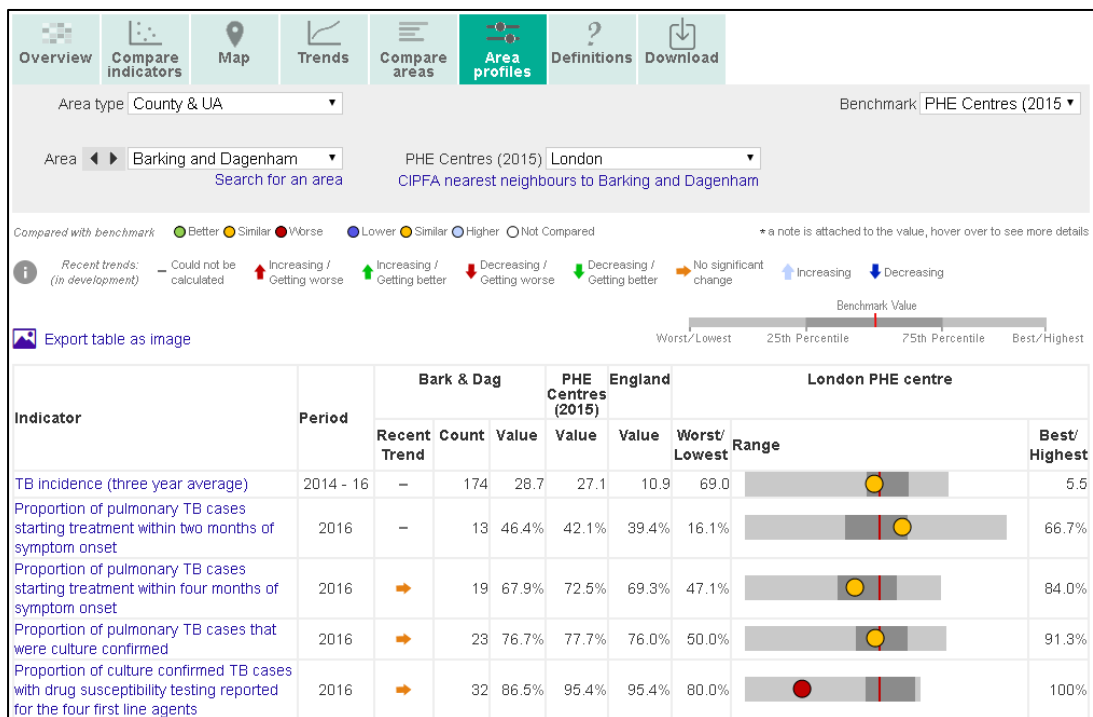 Overview
Compare
indicators
Map
Trends
Compare
areas
Area
profiles
Definitions
Download
Area type County & UA
Benchmark PHE Centres (2015
Area Barking and Dagenham
PHE Centres (2015) London
Search for an area
CIPFA nearest neighbours to Barking and Dagenham
Compared with benchmark Better Similar Worse Lower Similar Higher Not Compared
* a note is attached to the value, hover over to see more details
Recent trends:
(in development)
– Could not be
calculated
Increasing /
Getting worse
Increasing /
Getting better
Decreasing /
Getting worse
Decreasing /
Getting better
No significant
change
Increasing
Decreasing
Benchmark Value
Worst/Lowest 25th Percentile 75th Percentile Best/Highest
Export table as image
Indicator
Period
Bark & Dag
PHE
Centres
(2015)
England
London PHE centre
Recent
Trend
Count
Value
Value
Value
Worst/
Lowest
Range
Best/
Highest
TB incidence (three year average) 2014 - 16 – 174 28.7 27.1 10.9 69.0 5.5
Proportion of pulmonary TB cases
starting treatment within two months of
symptom onset
2016 – 13 46.4% 42.1% 39.4% 16.1% 66.7%
Proportion of pulmonary TB cases
starting treatment within four months of
symptom onset
2016 19 67.9% 72.5% 69.3% 47.1% 84.0%
Proportion of pulmonary TB cases that
were culture confirmed
2016 23 76.7% 77.7% 76.0% 50.0% 91.3%
Proportion of culture confirmed TB cases
with drug susceptibility testing reported
for the four first line agents
2016 32 86.5% 95.4% 95.4% 80.0% 100%